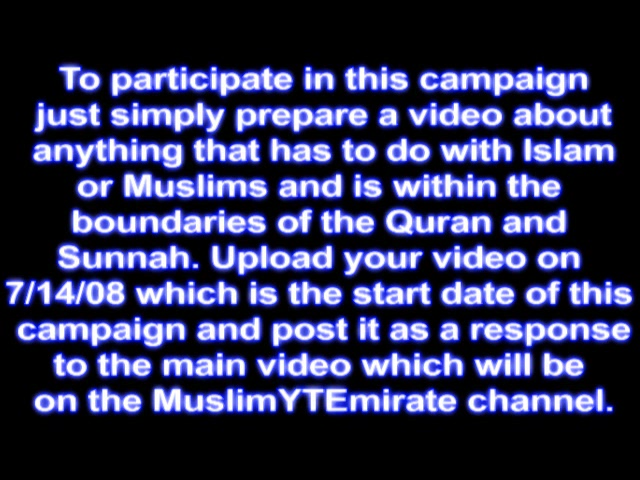 To participate in this campaign
just simply prepare a video about
anything that has to do with Islam
or Muslims and is within the
boundaries of the Quran and
Sunnah. Upload your video on
7/14/08 which is the start date of this
campaign and post it as a response
to the main video which will be
on the MuslimYTEmirate channel.